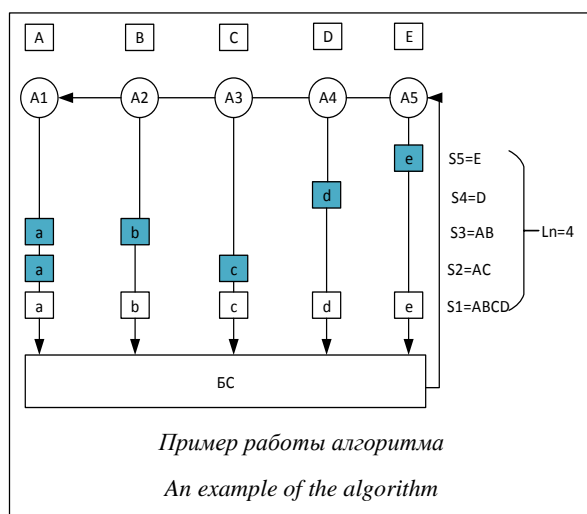 A B C D E
A1 A2 A3 A4 A5
e S5=E
d S4=D
a b S3=AB Ln=4
a c S2=AC
a b c d e S1=ABCD
БС
Пример работы алгоритма
An example of the algorithm